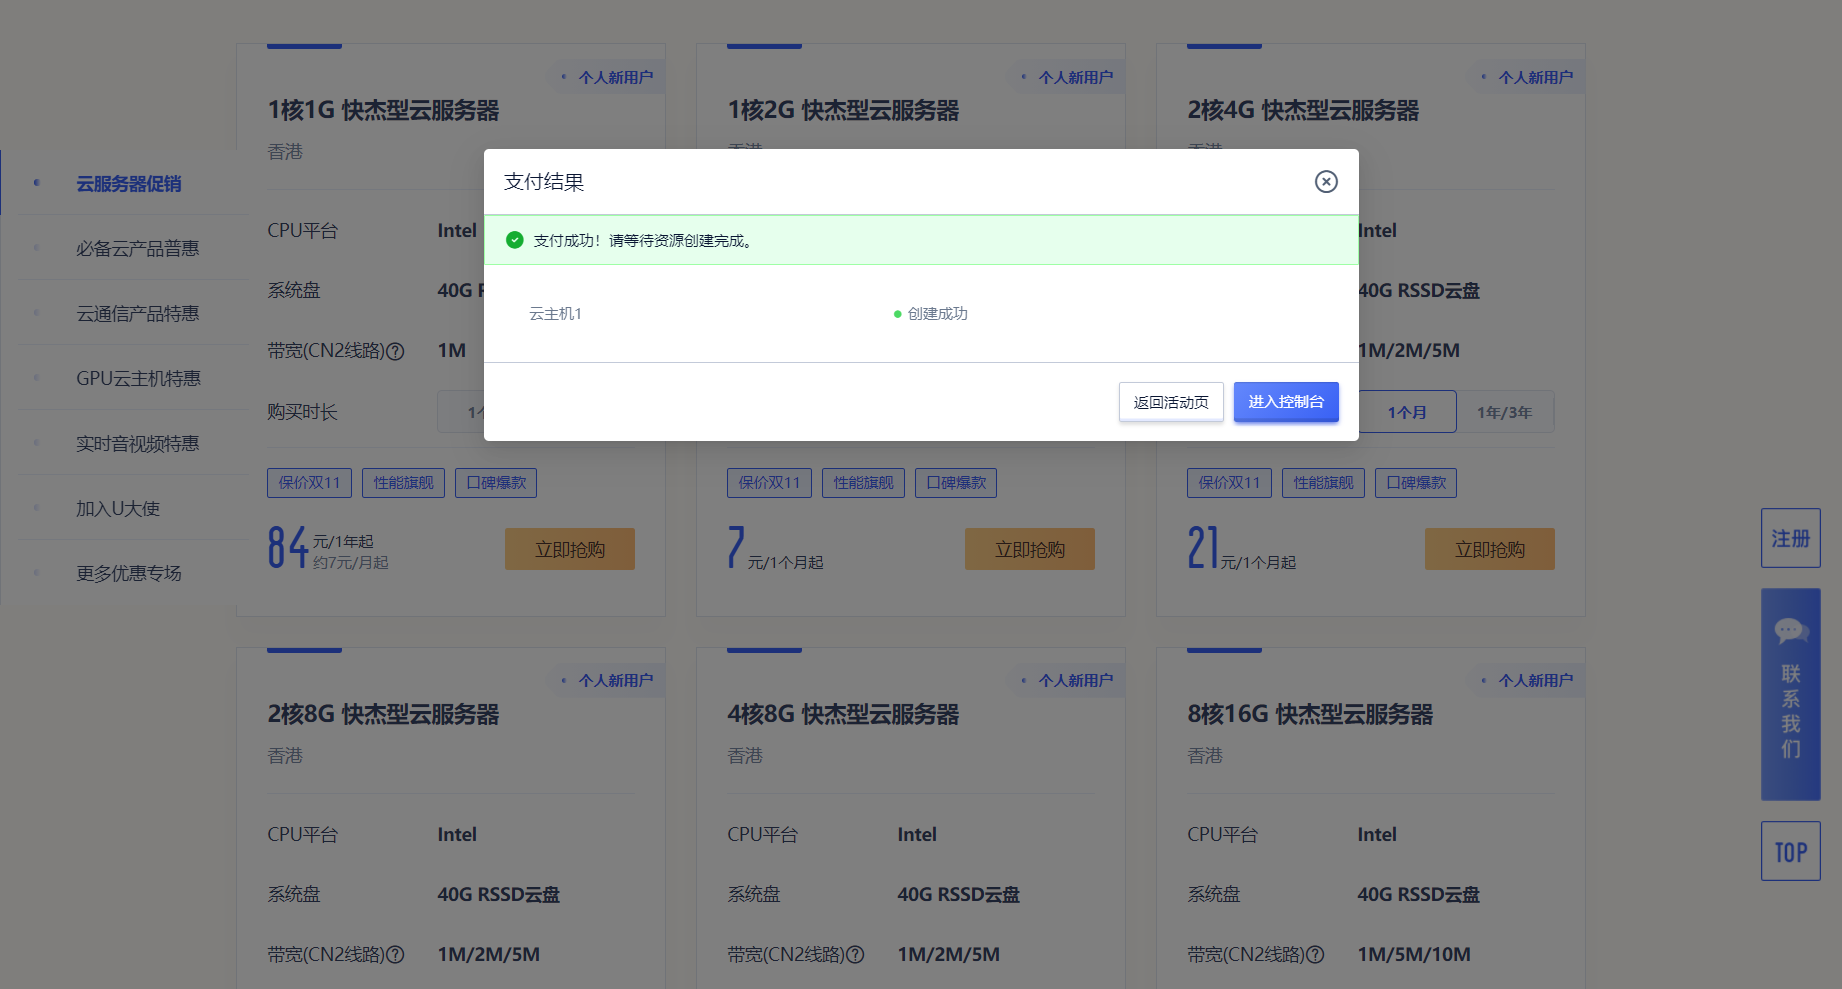 个人新用户
1核1G 快杰型云服务器
香港
CPU平台
Intel
系统盘
40G
带宽(CN2线路)?
1M
购买时长
保价双11
性能旗舰
口碑爆款
84 元/1年起
约7元/月起
立即抢购
个人新用户
1核2G 快杰型云服务器
香港
保价双11
性能旗舰
口碑爆款
7 元/1个月起
立即抢购
个人新用户
2核4G 快杰型云服务器
香港
Intel
40G RSSD云盘
1M/2M/5M
1个月
1年/3年
保价双11
性能旗舰
口碑爆款
21 元/1个月起
立即抢购
云服务器促销
必备云产品普惠
云通信产品特惠
GPU云主机特惠
实时音视频特惠
加入U大使
更多优惠专场
支付结果
支付成功！请等待资源创建完成。
云主机1
创建成功
返回活动页
进入控制台
个人新用户
2核8G 快杰型云服务器
香港
CPU平台
Intel
系统盘
40G RSSD云盘
带宽(CN2线路)?
1M/2M/5M
个人新用户
4核8G 快杰型云服务器
香港
CPU平台
Intel
系统盘
40G RSSD云盘
带宽(CN2线路)?
1M/2M/5M
个人新用户
8核16G 快杰型云服务器
香港
CPU平台
Intel
系统盘
40G RSSD云盘
带宽(CN2线路)?
1M/5M/10M
注册
联系我们
TOP